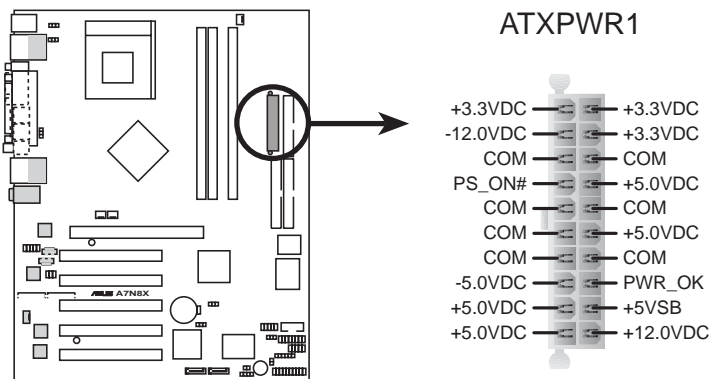 ATXPWR1
+3.3VDC +3.3VDC
-12.0VDC +3.3VDC
COM COM
PS_ON# +5.0VDC
COM COM
COM +5.0VDC
COM COM
-5.0VDC PWR_OK
+5.0VDC +5VSB
+5.0VDC +12.0VDC
ASUS A7N8X